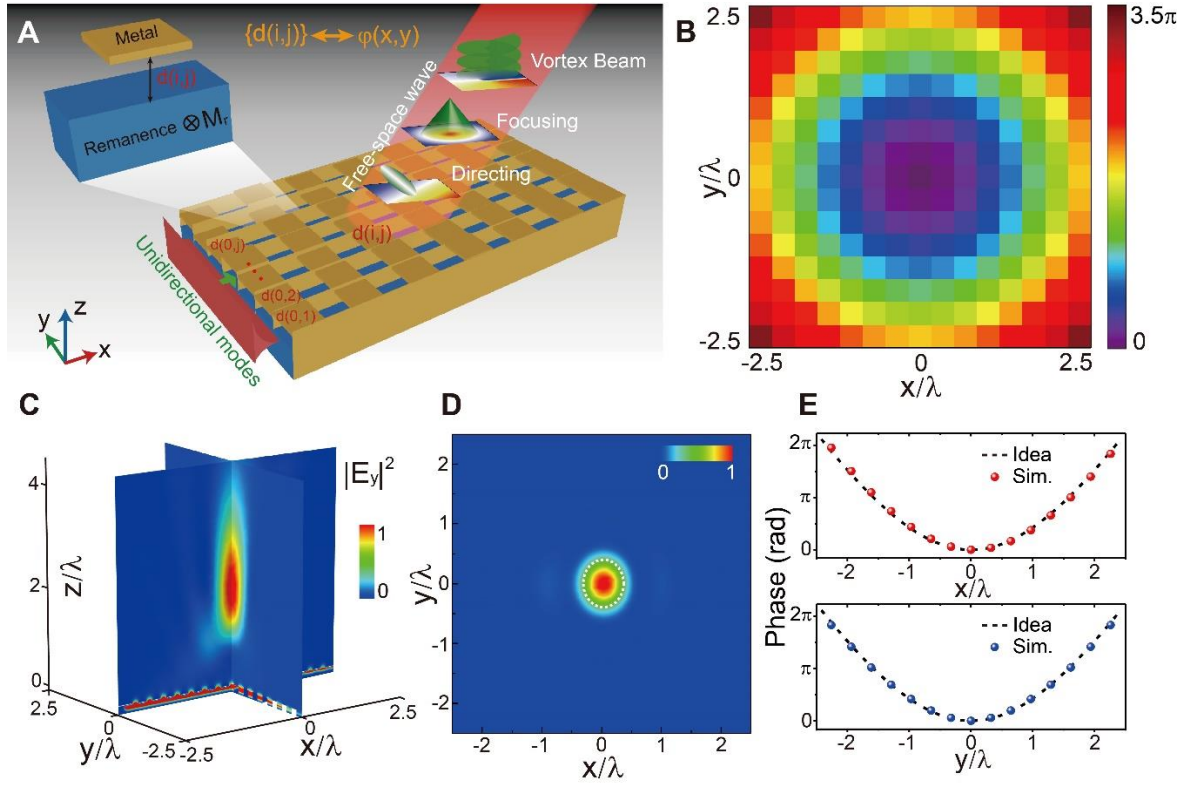 A
Metal
d(i,j)
Remanence ⊗Mr
{d(i,j)} ↔ φ(x,y)
Free-space wave
Vortex Beam
Focusing
Directing
d(i,j)
d(0,j)
d(0,2)
d(0,1)
Unidirectional modes
z
y
x
B
2.5
0
-2.5
y/λ
-2.5 0 2.5
x/λ
3.5π
0
C
|Ey|²
1
0
4
2
0
z/λ
2.5
0
-2.5
y/λ
-2.5
0
2.5
x/λ
D
0 1
2
1
0
-1
-2
y/λ
-2 -1 0 1 2
x/λ
E
Phase (rad)
2π
π
0
Idea
Sim.
-2 -1 0 1 2
x/λ
2π
π
0
Idea
Sim.
-2 -1 0 1 2
y/λ